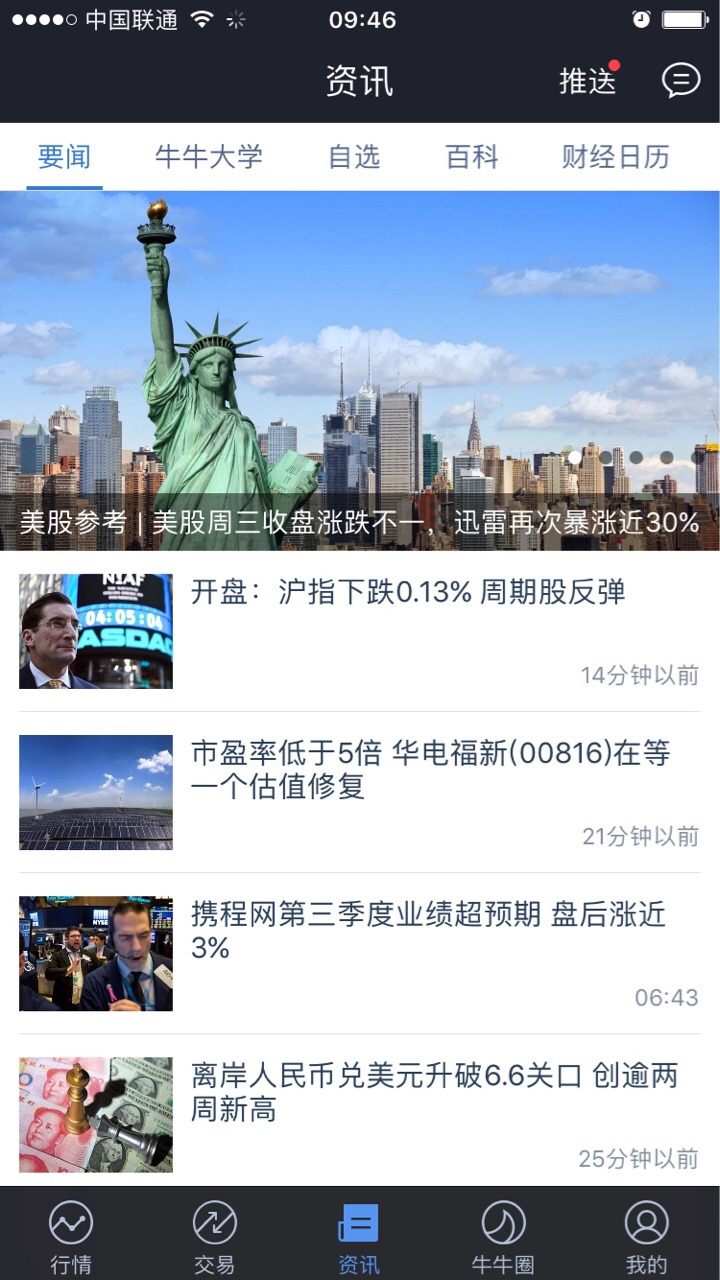 中国联通
09:46
资讯
推送
要闻
牛牛大学
自选
百科
财经日历
美股参考 | 美股周三收盘涨跌不一，迅雷再次暴涨近30%
NIAF
04:05:04
NASDAQ
开盘：沪指下跌0.13% 周期股反弹
14分钟以前
市盈率低于5倍 华电福新(00816)在等
一个估值修复
21分钟以前
NYSE
携程网第三季度业绩超预期 盘后涨近
3%
06:43
离岸人民币兑美元升破6.6关口 创逾两
周新高
25分钟以前
行情
交易
资讯
牛牛圈
我的